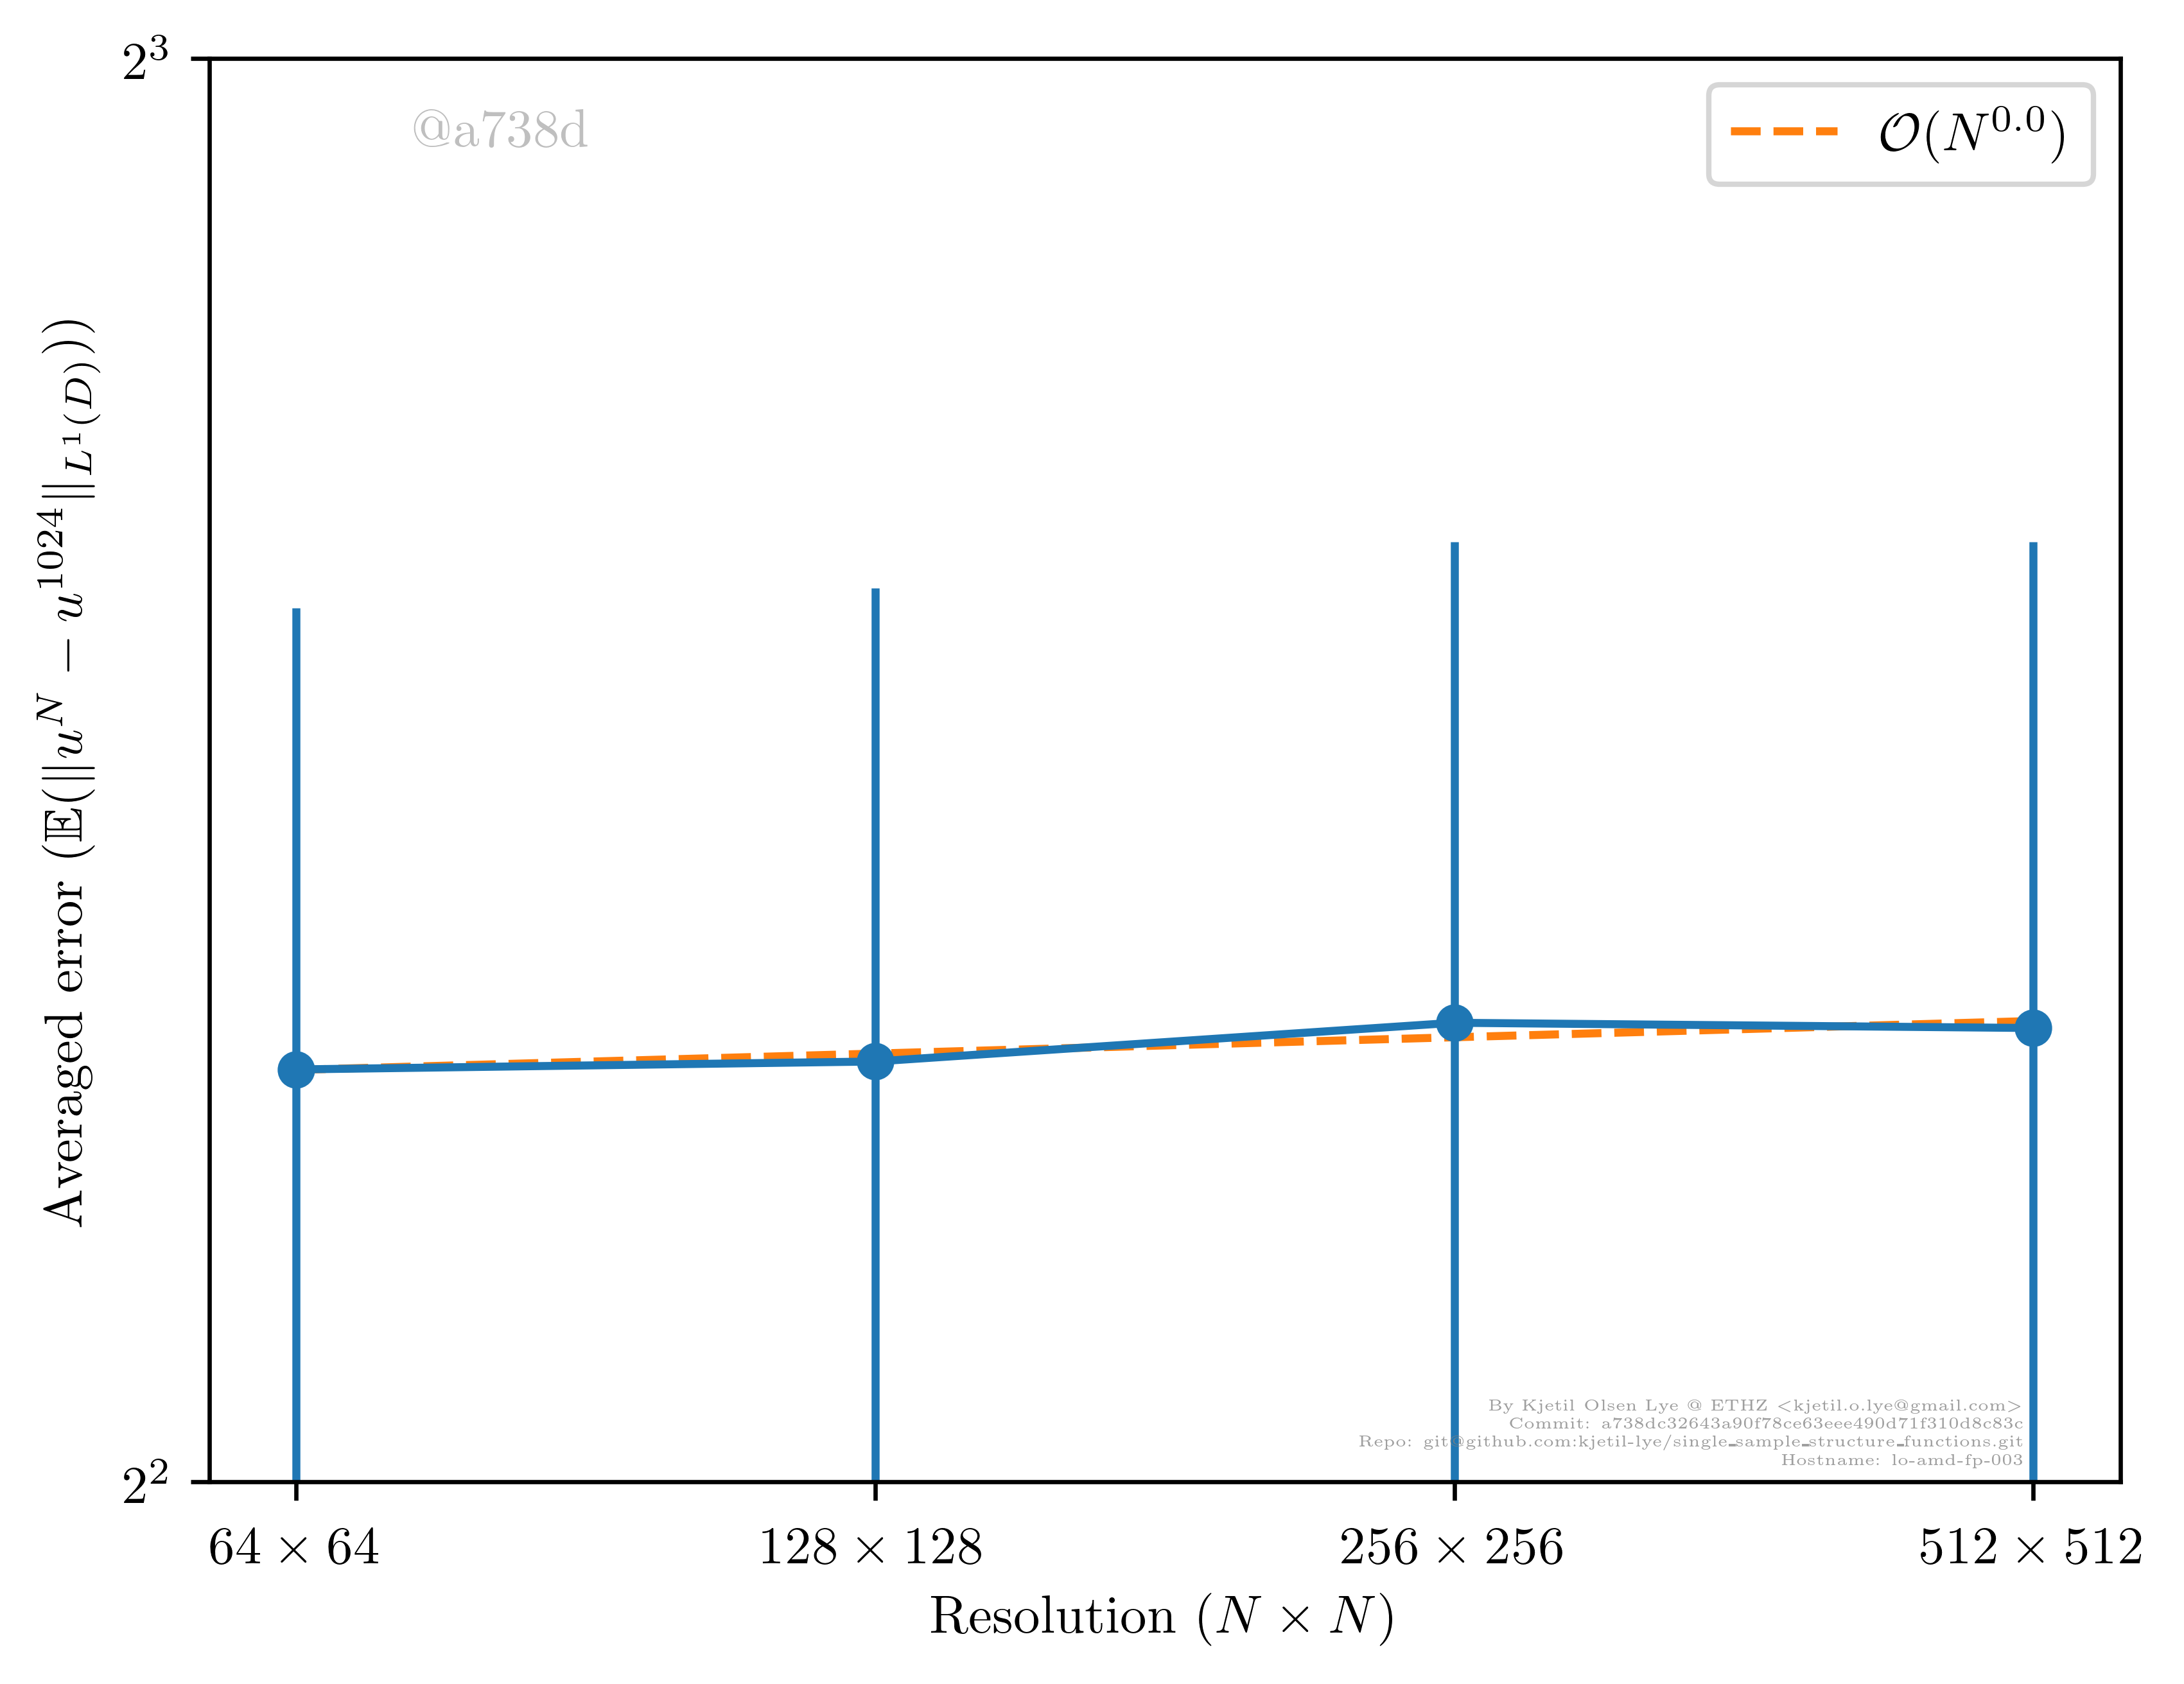 2^3
@a738d
O(N^{0.0})
Averaged error (𝔼(||u^N − u^{1024}||_{L^1(D)}))
By Kjetil Olsen Lye @ ETHZ <kjetil.o.lye@gmail.com>
Commit: a738dc32643a90f78ce63eee490d71f310d8c83c
Repo: git@github.com:kjetil-lye/single_sample_structure_functions.git
Hostname: lo-amd-fp-003
2^2
64 × 64 128 × 128 256 × 256 512 × 512
Resolution (N × N)